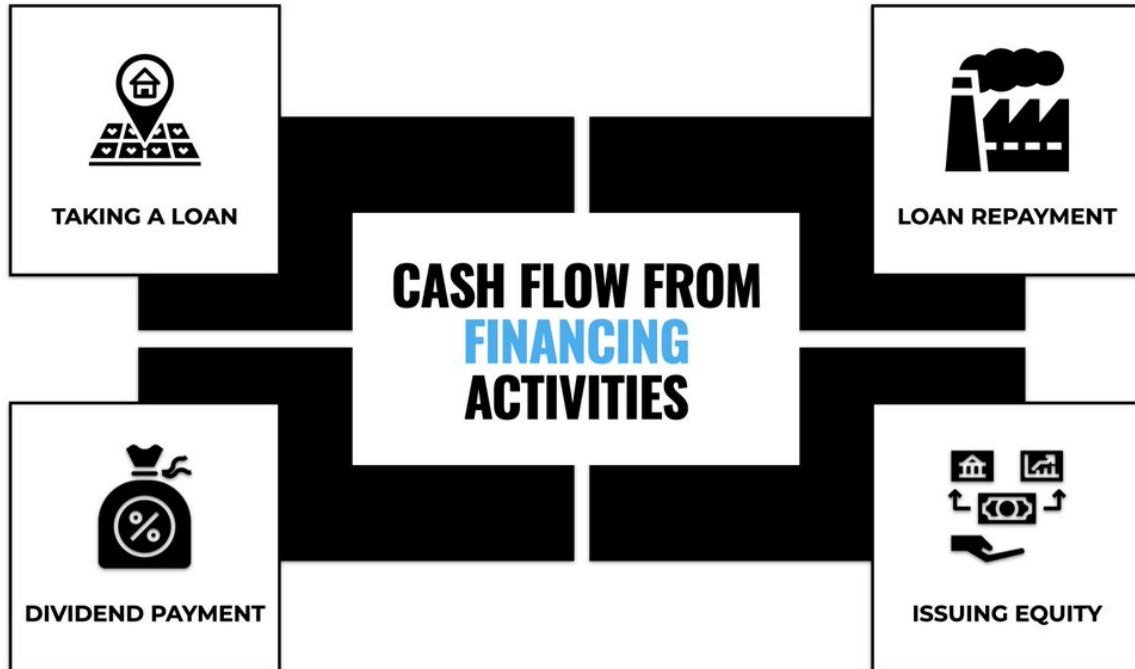 TAKING A LOAN
LOAN REPAYMENT
CASH FLOW FROM
FINANCING
ACTIVITIES
DIVIDEND PAYMENT
ISSUING EQUITY